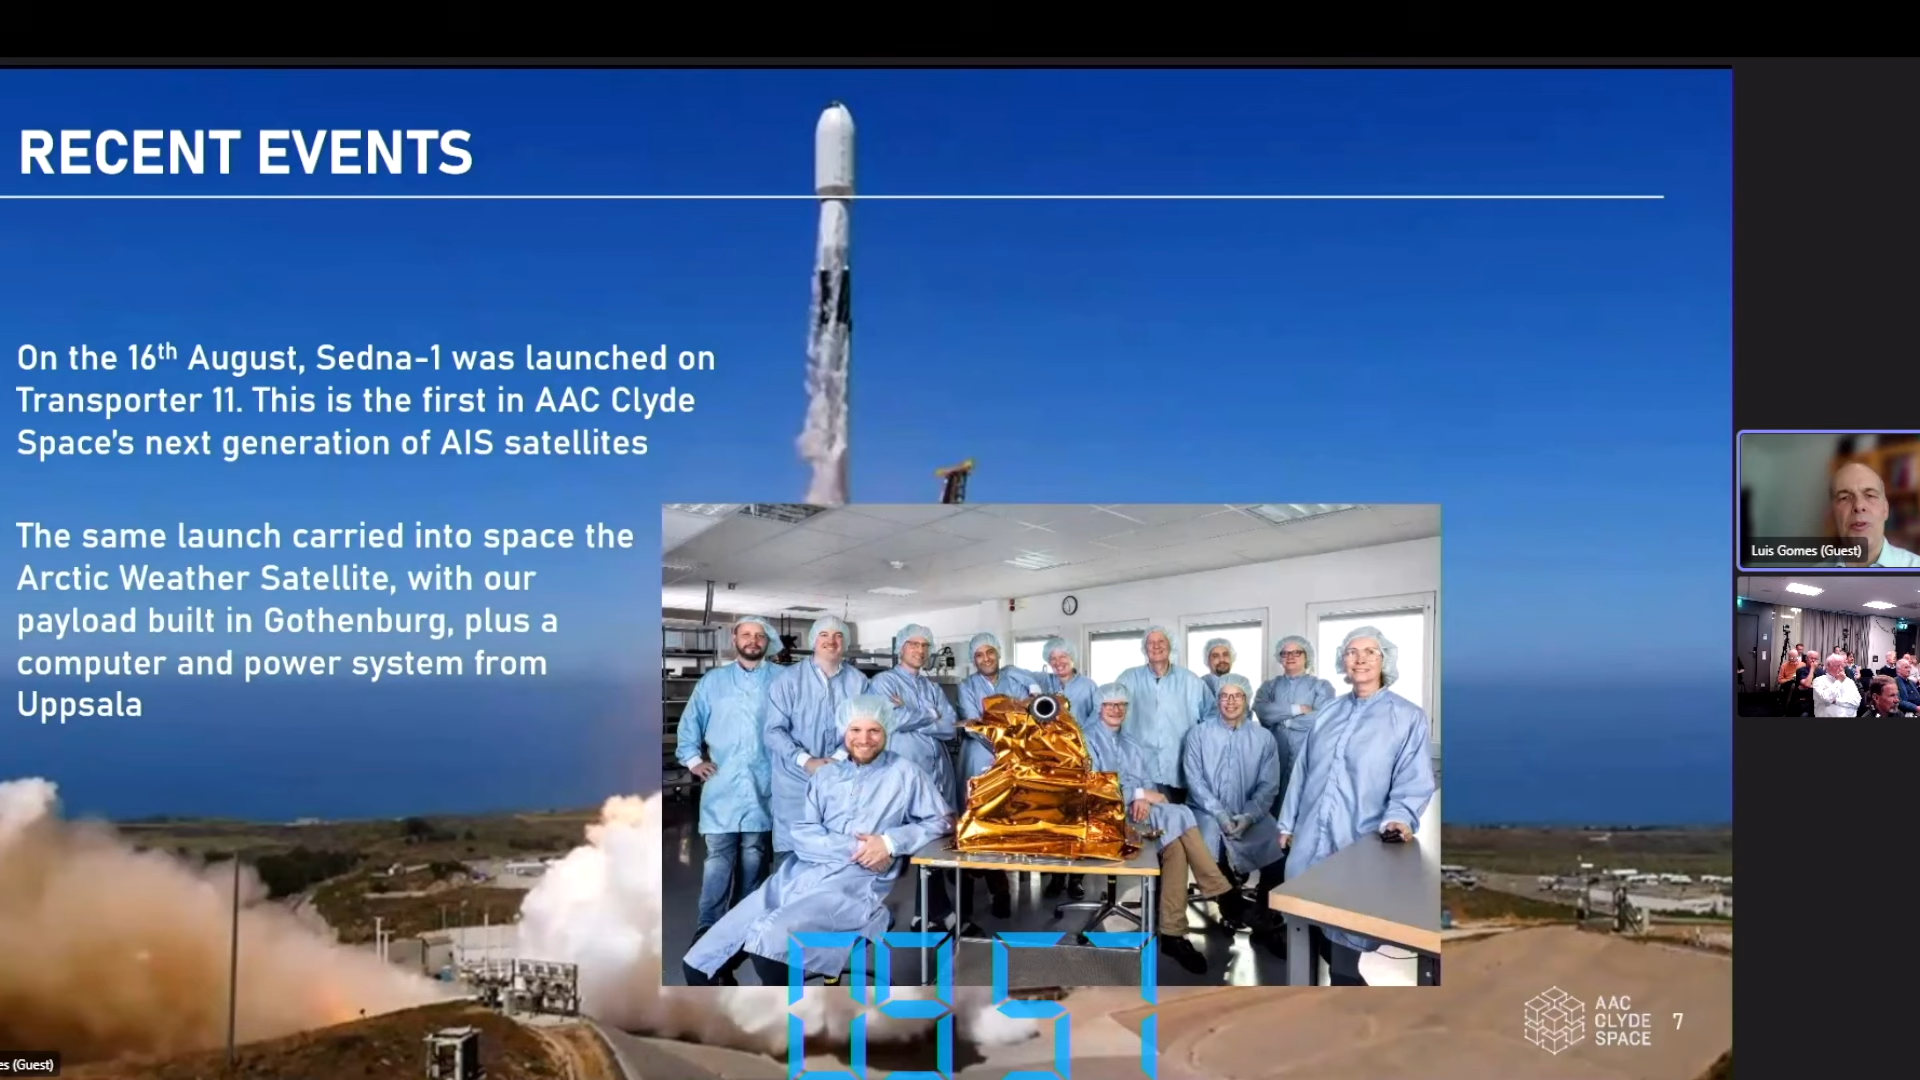 RECENT EVENTS
On the 16th August, Sedna-1 was launched on
Transporter 11. This is the first in AAC Clyde
Space's next generation of AIS satellites
The same launch carried into space the
Arctic Weather Satellite, with our
payload built in Gothenburg, plus a
computer and power system from
Uppsala
Luis Gomes (Guest)
09 57
AAC
CLYDE
SPACE
7
es (Guest)